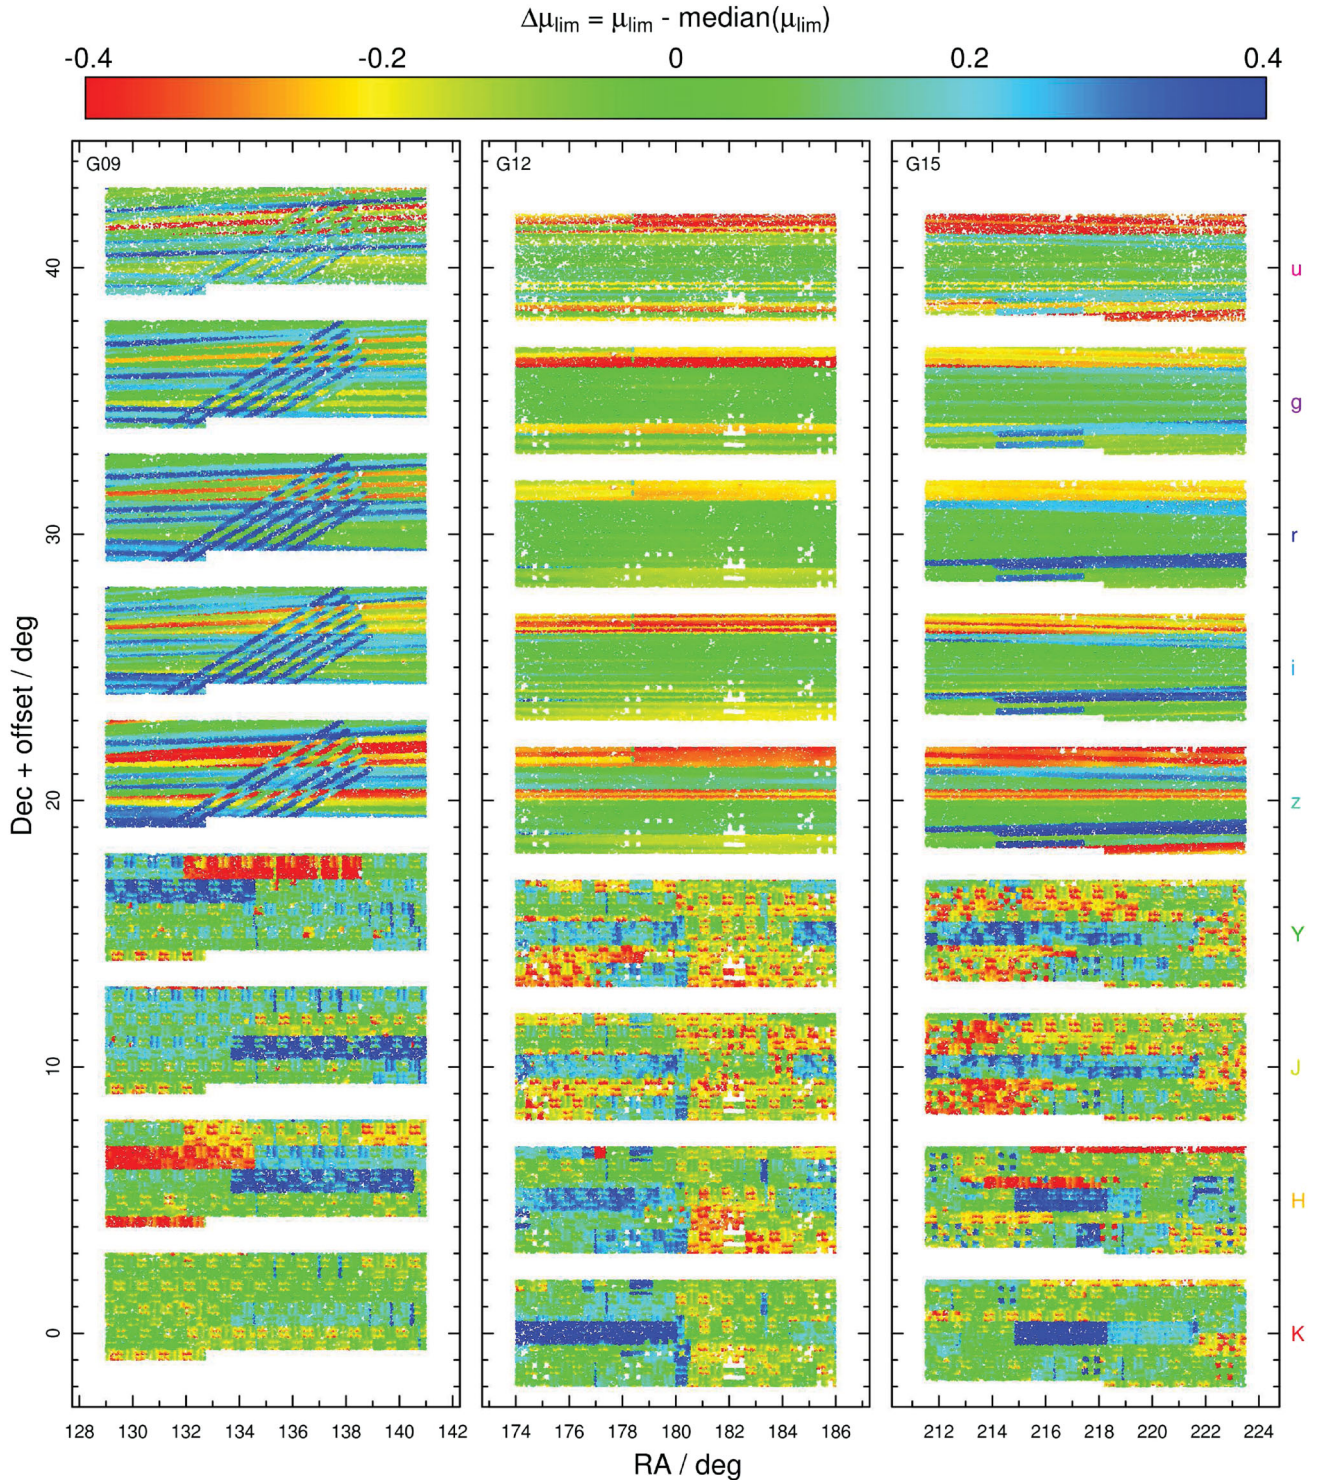 Δμlim = μlim - median(μlim)
-0.4 -0.2 0 0.2 0.4
G09 G12 G15
40 u
g
30 r
i
20 z
Y
10 J
H
0 K
Dec + offset / deg
128 130 132 134 136 138 140 142 174 176 178 180 182 184 186 212 214 216 218 220 222 224
RA / deg